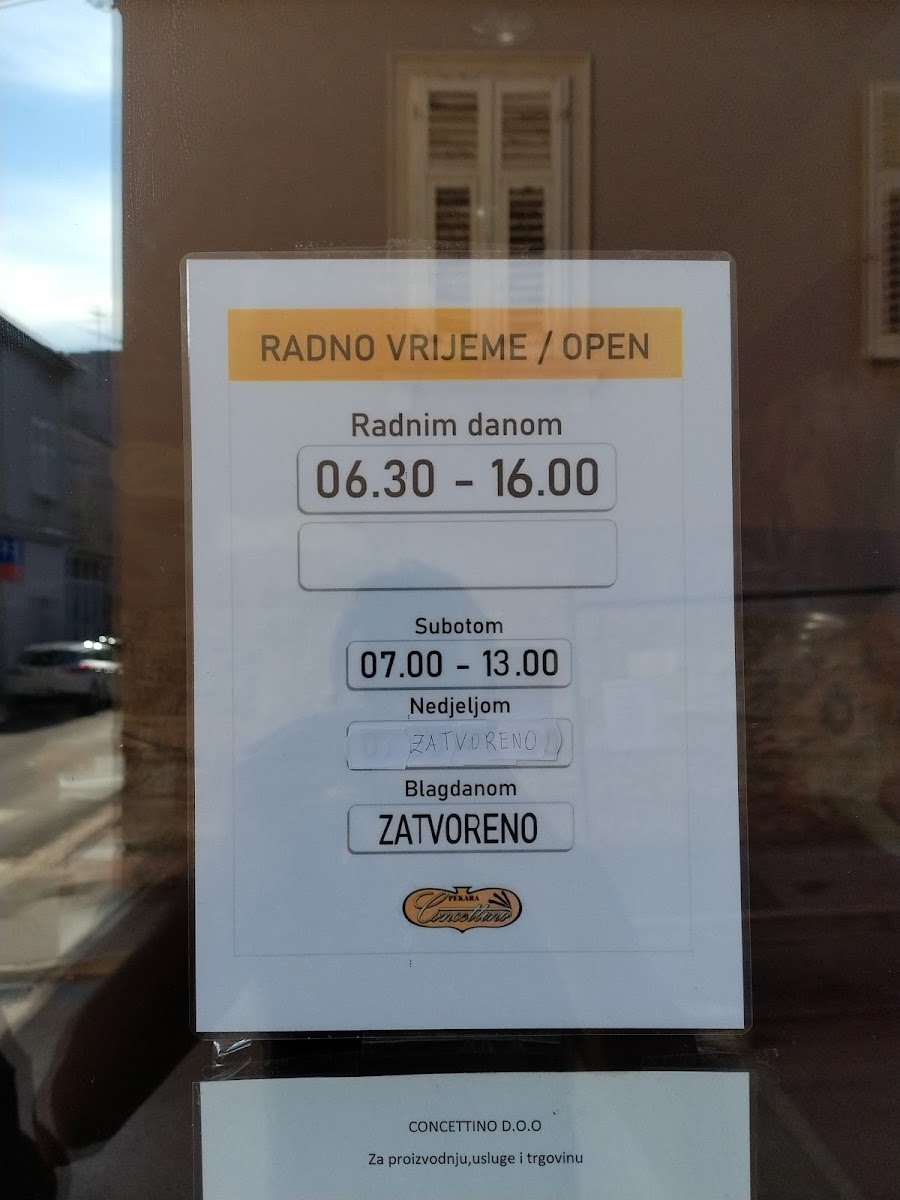 RADNO VRIJEME / OPEN
Radnim danom
06.30 - 16.00
Subotom
07.00 - 13.00
Nedjeljom
ZATVORENO
Blagdanom
ZATVORENO
PEKARA
Concettino
CONCETTINO D.O.O
Za proizvodnju,usluge i trgovinu